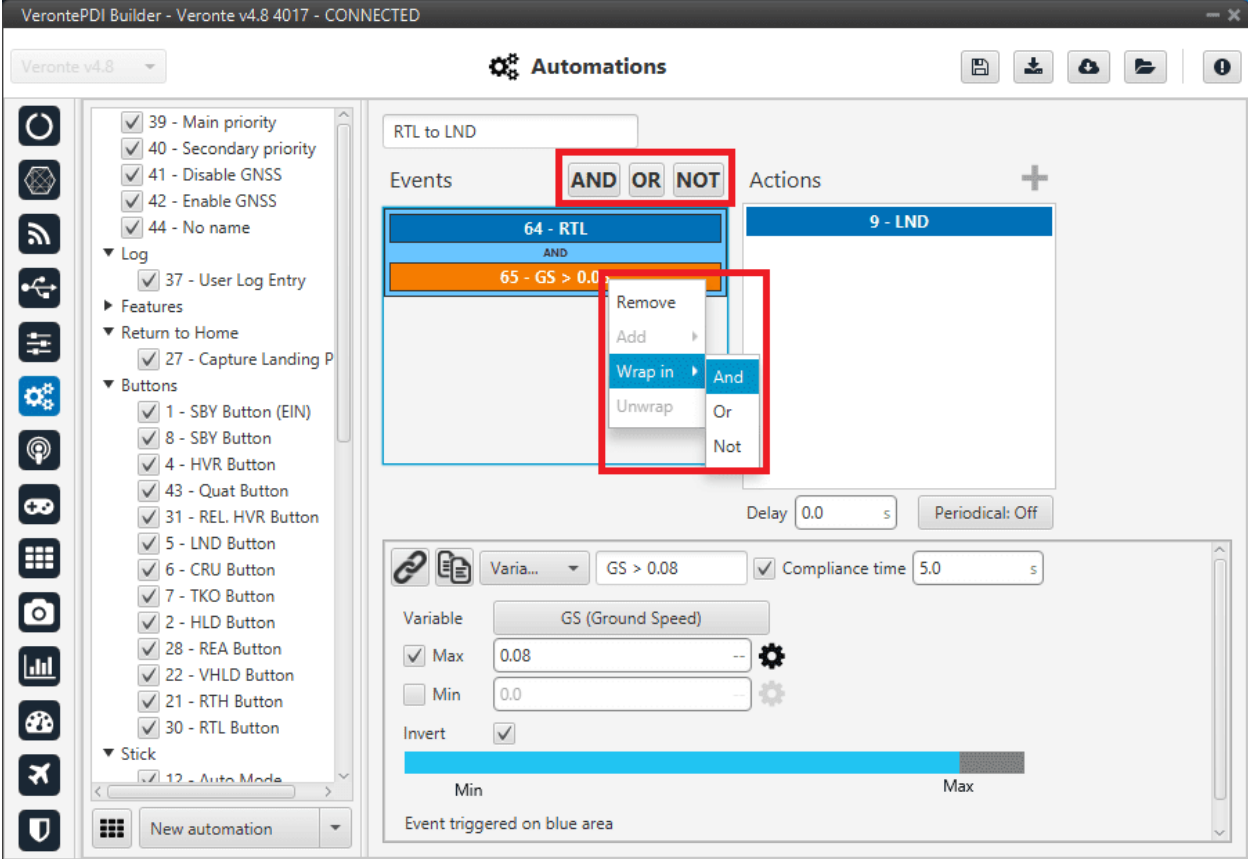 VerontePDI Builder - Veronte v4.8 4017 - CONNECTED
Veronte v4.8
Automations
39 - Main priority
40 - Secondary priority
41 - Disable GNSS
42 - Enable GNSS
44 - No name
Log
37 - User Log Entry
Features
Return to Home
27 - Capture Landing P
Buttons
1 - SBY Button (EIN)
8 - SBY Button
4 - HVR Button
43 - Quat Button
31 - REL. HVR Button
5 - LND Button
6 - CRU Button
7 - TKO Button
2 - HLD Button
28 - REA Button
22 - VHLD Button
21 - RTH Button
30 - RTL Button
Stick
12 - Auto Mode
New automation
RTL to LND
Events AND OR NOT
64 - RTL
AND
65 - GS > 0.0
Remove
Add
Wrap in
Unwrap
And
Or
Not
Actions
9 - LND
Delay 0.0 s Periodical: Off
Varia... GS > 0.08 Compliance time 5.0 s
Variable GS (Ground Speed)
Max 0.08 --
Min 0.0 --
Invert
Min Max
Event triggered on blue area